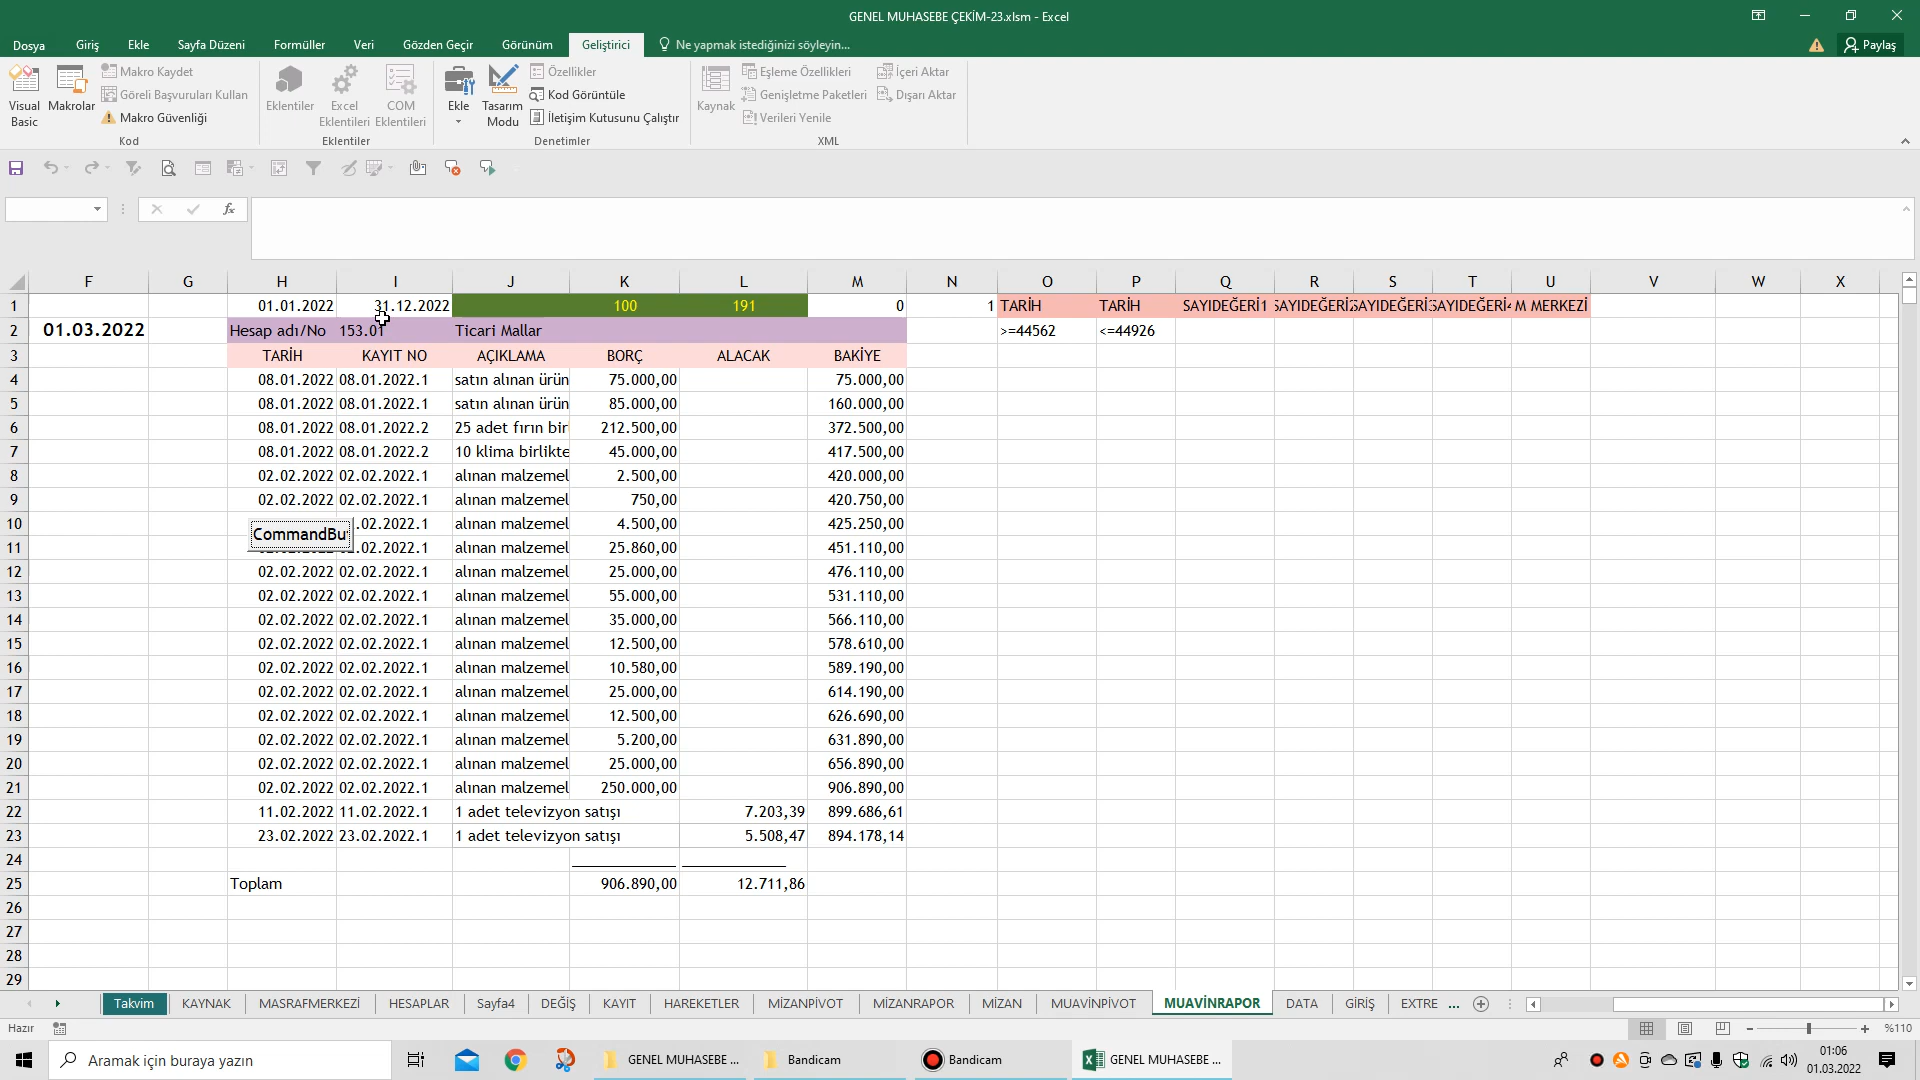 GENEL MUHASEBE ÇEKİM-23.xlsm - Excel
Dosya Giriş Ekle Sayfa Düzeni Formüller Veri Gözden Geçir Görünüm Geliştirici Ne yapmak istediğinizi söyleyin... Paylaş
Visual Basic
Makrolar
Makro Kaydet
Göreli Başvuruları Kullan
Makro Güvenliği
Kod
Eklentiler
Excel Eklentileri
COM Eklentileri
Eklentiler
Ekle
Tasarım Modu
Özellikler
Kod Görüntüle
İletişim Kutusunu Çalıştır
Denetimler
Kaynak
Eşleme Özellikleri
Genişletme Paketleri
Verileri Yenile
İçeri Aktar
Dışarı Aktar
XML
fx
F G H I J K L M N O P Q R S T U V W X
1 01.01.2022 31.12.2022 100 191 0 1 TARİH TARİH SAYIDEĞERİ1 M MERKEZİ
2 01.03.2022 Hesap adı/No 153.01 Ticari Mallar >=44562 <=44926
3 TARİH KAYIT NO AÇIKLAMA BORÇ ALACAK BAKİYE
4 08.01.2022 08.01.2022.1 satın alınan ürün 75.000,00 75.000,00
5 08.01.2022 08.01.2022.1 satın alınan ürün 85.000,00 160.000,00
6 08.01.2022 08.01.2022.2 25 adet fırın bir 212.500,00 372.500,00
7 08.01.2022 08.01.2022.2 10 klima birlikte 45.000,00 417.500,00
8 02.02.2022 02.02.2022.1 alınan malzemel 2.500,00 420.000,00
9 02.02.2022 02.02.2022.1 alınan malzemel 750,00 420.750,00
10 .02.2022.1 alınan malzemel 4.500,00 425.250,00
CommandBu
11 .02.2022.1 alınan malzemel 25.860,00 451.110,00
12 02.02.2022 02.02.2022.1 alınan malzemel 25.000,00 476.110,00
13 02.02.2022 02.02.2022.1 alınan malzemel 55.000,00 531.110,00
14 02.02.2022 02.02.2022.1 alınan malzemel 35.000,00 566.110,00
15 02.02.2022 02.02.2022.1 alınan malzemel 12.500,00 578.610,00
16 02.02.2022 02.02.2022.1 alınan malzemel 10.580,00 589.190,00
17 02.02.2022 02.02.2022.1 alınan malzemel 25.000,00 614.190,00
18 02.02.2022 02.02.2022.1 alınan malzemel 12.500,00 626.690,00
19 02.02.2022 02.02.2022.1 alınan malzemel 5.200,00 631.890,00
20 02.02.2022 02.02.2022.1 alınan malzemel 25.000,00 656.890,00
21 02.02.2022 02.02.2022.1 alınan malzemel 250.000,00 906.890,00
22 11.02.2022 11.02.2022.1 1 adet televizyon satışı 7.203,39 899.686,61
23 23.02.2022 23.02.2022.1 1 adet televizyon satışı 5.508,47 894.178,14
24
25 Toplam 906.890,00 12.711,86
26
27
28
29
Takvim KAYNAK MASRAFMERKEZİ HESAPLAR Sayfa4 DEĞİŞ KAYIT HAREKETLER MİZANPİVOT MİZANRAPOR MİZAN MUAVİNPİVOT MUAVİNRAPOR DATA GİRİŞ EXTRE ...
Hazır %110
Aramak için buraya yazın GENEL MUHASEBE ... Bandicam Bandicam GENEL MUHASEBE ... 01:06
01.03.2022